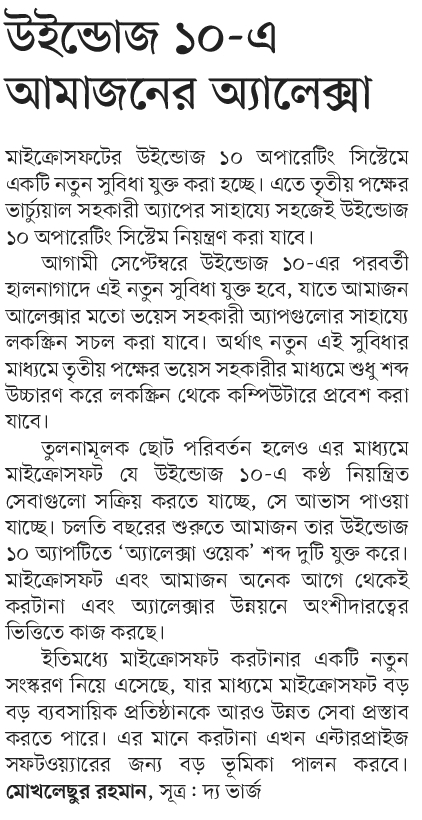 উইন্ডোজ ১০-এ
আমাজনের অ্যালেক্সা
মাইক্রোসফটের উইন্ডোজ ১০ অপারেটিং সিস্টেমে
একটি নতুন সুবিধা যুক্ত করা হচ্ছে। এতে তৃতীয় পক্ষের
ভার্চ্যুয়াল সহকারী অ্যাপের সাহায্যে সহজেই উইন্ডোজ
১০ অপারেটিং সিস্টেম নিয়ন্ত্রণ করা যাবে।
আগামী সেপ্টেম্বরে উইন্ডোজ ১০-এর পরবর্তী
হালনাগাদে এই নতুন সুবিধা যুক্ত হবে, যাতে আমাজন
আলেক্সার মতো ভয়েস সহকারী অ্যাপগুলোর সাহায্যে
লকস্ক্রিন সচল করা যাবে। অর্থাৎ নতুন এই সুবিধার
মাধ্যমে তৃতীয় পক্ষের ভয়েস সহকারীর মাধ্যমে শুধু শব্দ
উচ্চারণ করে লকস্ক্রিন থেকে কম্পিউটারে প্রবেশ করা
যাবে।
তুলনামূলক ছোট পরিবর্তন হলেও এর মাধ্যমে
মাইক্রোসফট যে উইন্ডোজ ১০-এ কণ্ঠ নিয়ন্ত্রিত
সেবাগুলো সক্রিয় করতে যাচ্ছে, সে আভাস পাওয়া
যাচ্ছে। চলতি বছরের শুরুতে আমাজন তার উইন্ডোজ
১০ অ্যাপটিতে ‘অ্যালেক্সা ওয়েক’ শব্দ দুটি যুক্ত করে।
মাইক্রোসফট এবং আমাজন অনেক আগে থেকেই
করটানা এবং অ্যালেক্সার উন্নয়নে অংশীদারত্বের
ভিত্তিতে কাজ করছে।
ইতিমধ্যে মাইক্রোসফট করটানার একটি নতুন
সংস্করণ নিয়ে এসেছে, যার মাধ্যমে মাইক্রোসফট বড়
বড় ব্যবসায়িক প্রতিষ্ঠানকে আরও উন্নত সেবা প্রস্তাব
করতে পারে। এর মানে করটানা এখন এন্টারপ্রাইজ
সফটওয়্যারের জন্য বড় ভূমিকা পালন করবে।
মোখলেছুর রহমান, সূত্র : দ্য ভার্জ